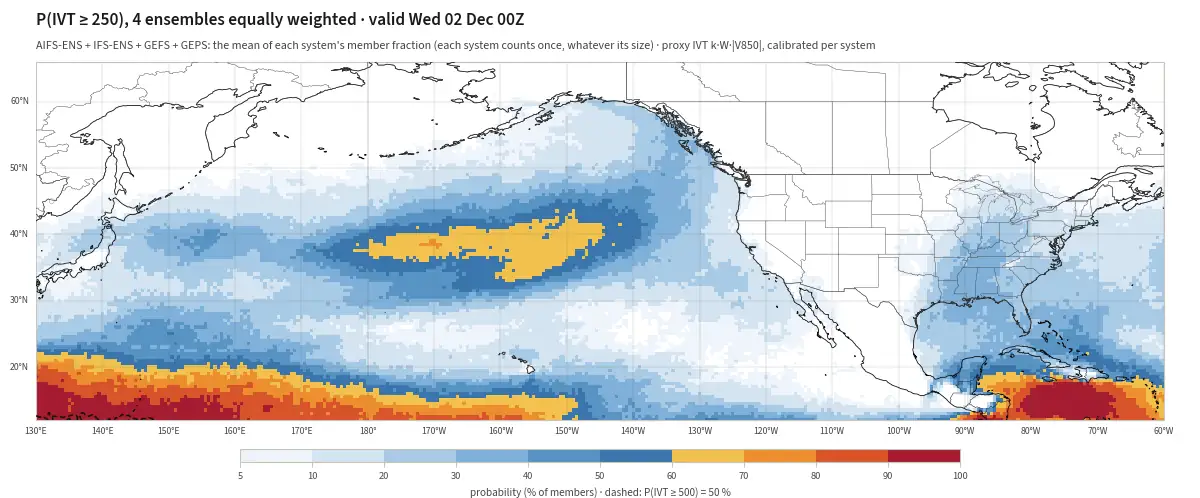 P(IVT ≥ 250), 4 ensembles equally weighted · valid Wed 02 Dec 00Z
AIFS-ENS + IFS-ENS + GEFS + GEPS: the mean of each system's member fraction (each system counts once, whatever its size) · proxy IVT k·W·|V850|, calibrated per system
60°N
50°N
40°N
30°N
20°N
130°E 140°E 150°E 160°E 170°E 180° 170°W 160°W 150°W 140°W 130°W 120°W 110°W 100°W 90°W 80°W 70°W 60°W
5 10 20 30 40 50 60 70 80 90 100
probability (% of members) · dashed: P(IVT ≥ 500) = 50 %